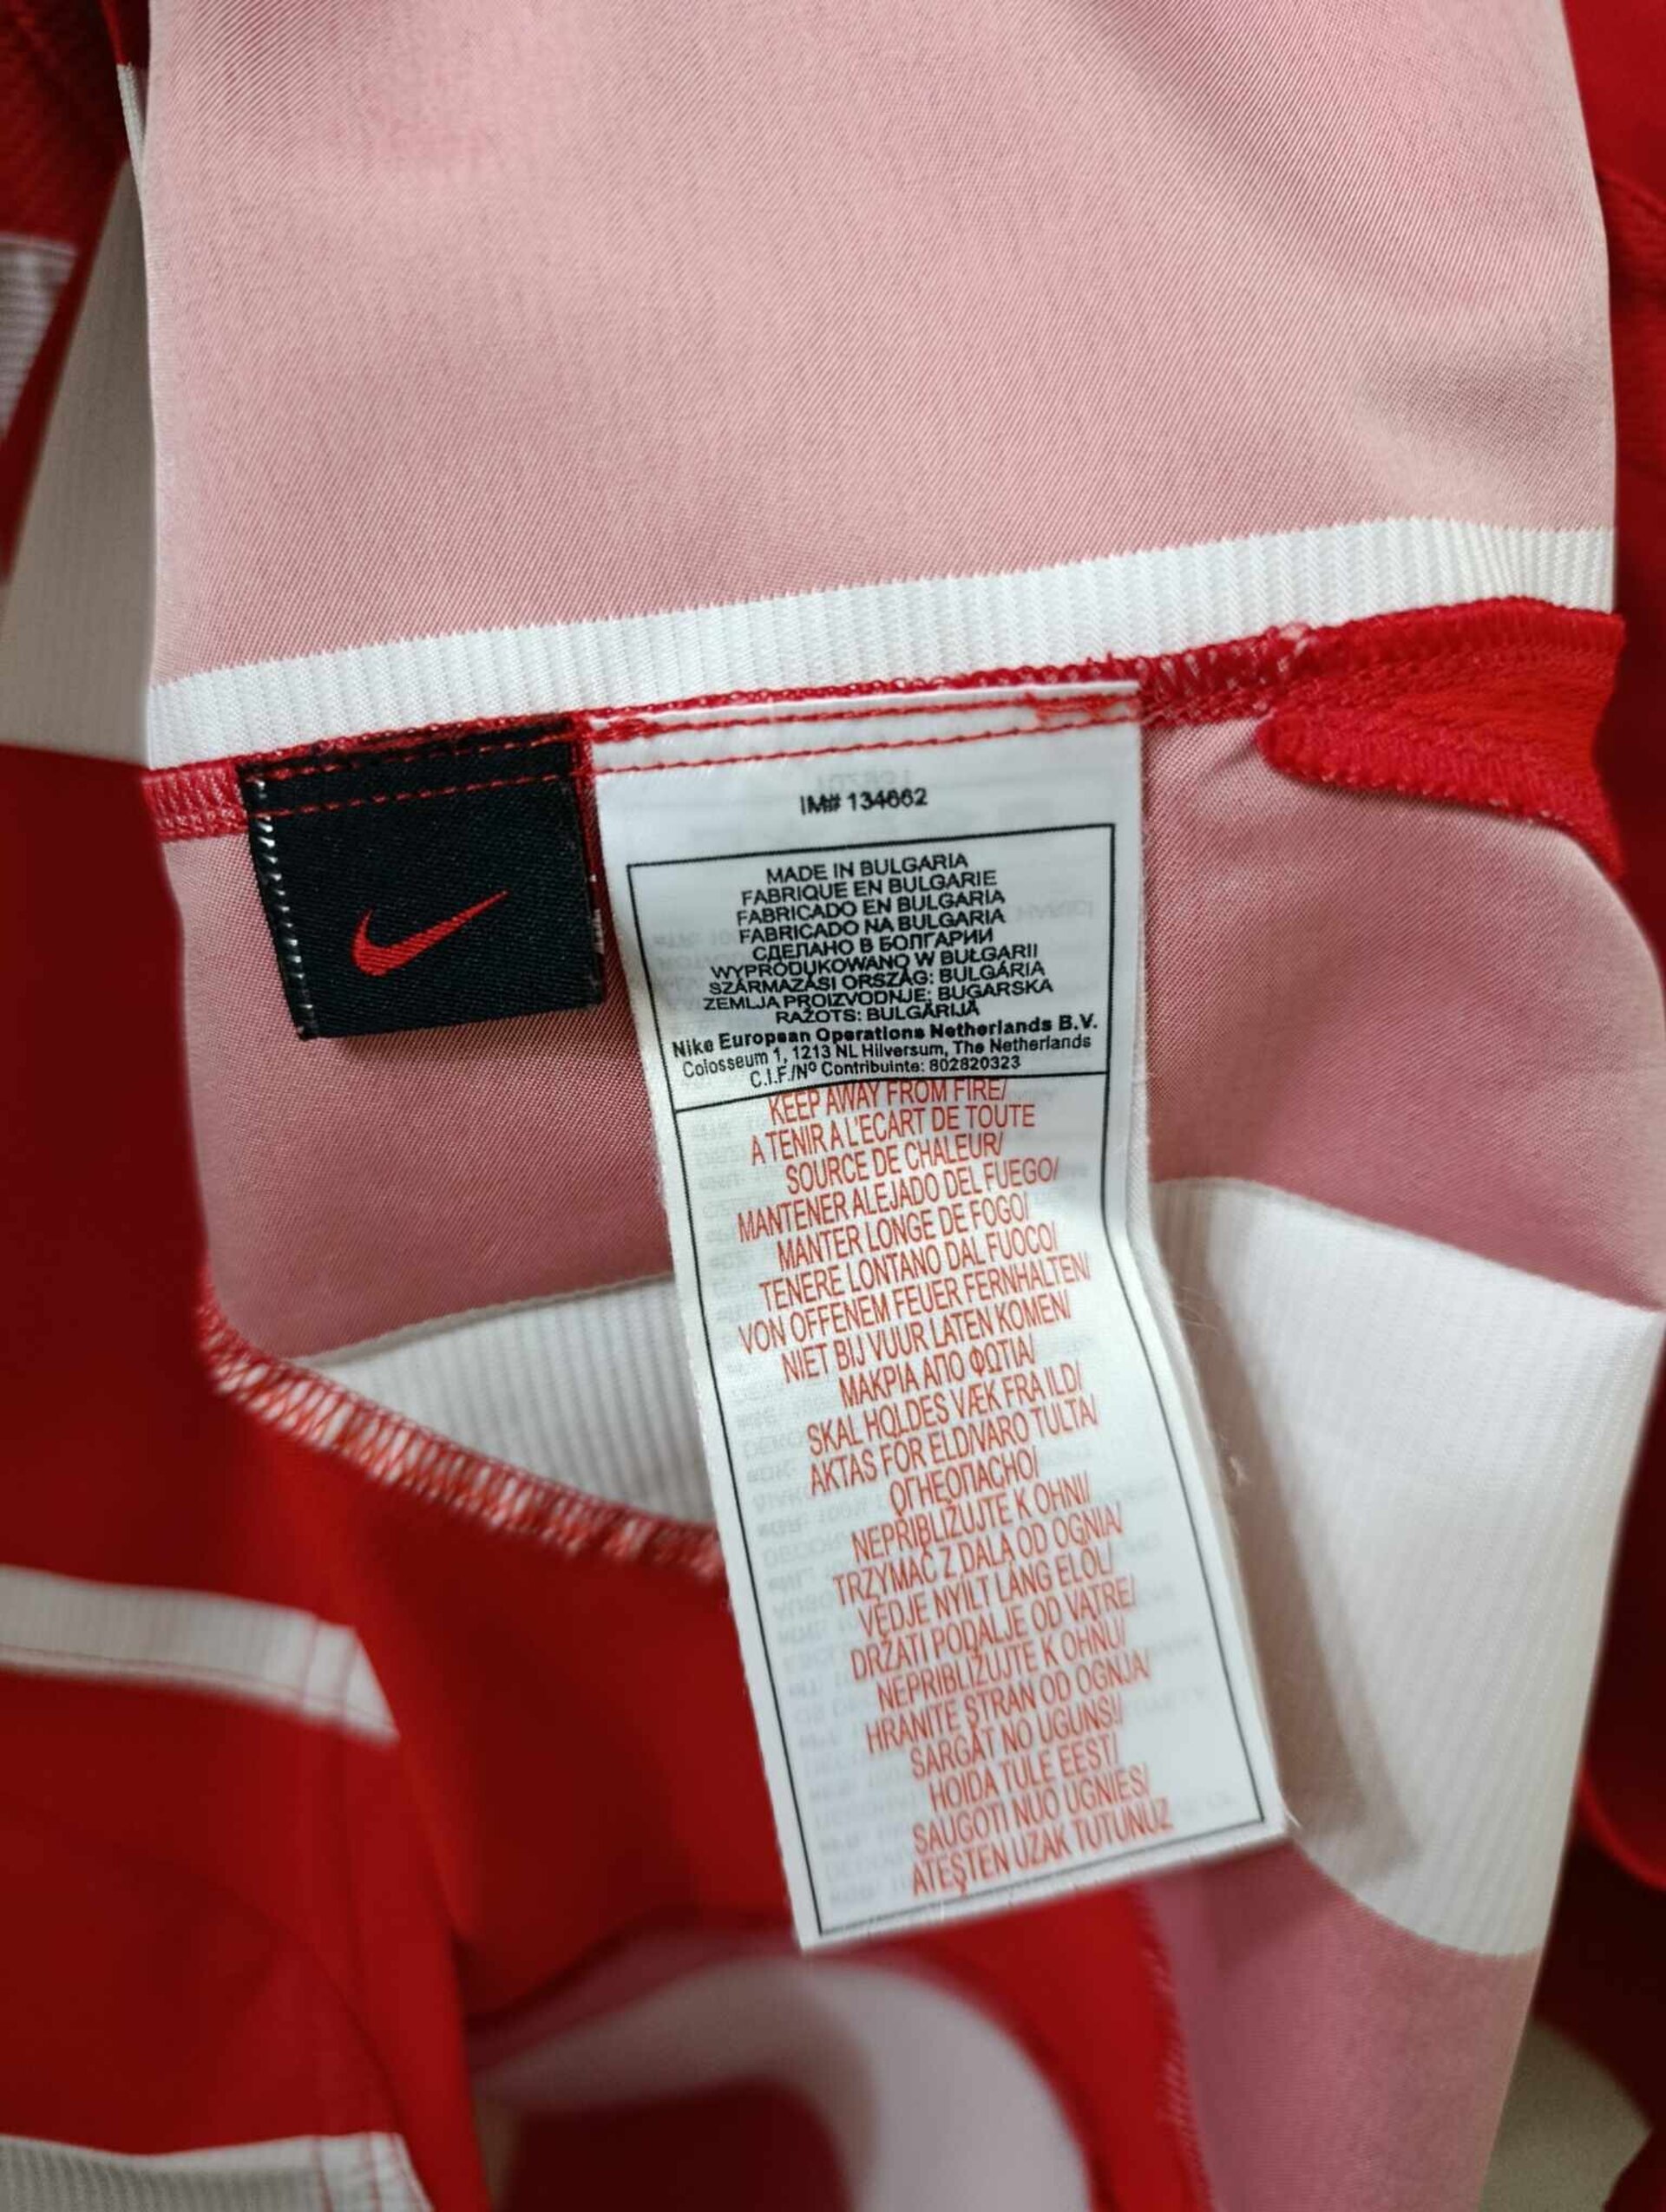 IM# 134662
MADE IN BULGARIA
FABRIQUE EN BULGARIE
FABRICADO EN BULGARIA
FABRICADO NA BULGARIA
СДЕЛАНО В БОЛГАРИИ
WYPRODUKOWANO W BUŁGARII
SZÁRMAZÁSI ORSZÁG: BULGÁRIA
ZEMLJA PROIZVODNJE: BUGARSKA
RAŽOTS: BULGĀRIJĀ
Nike European Operations Netherlands B.V.
Colosseum 1, 1213 NL Hilversum, The Netherlands
C.I.F./Nº Contribuinte: 802820323
KEEP AWAY FROM FIRE/
A TENIR A L'ECART DE TOUTE
SOURCE DE CHALEUR/
MANTENER ALEJADO DEL FUEGO/
MANTER LONGE DE FOGO/
TENERE LONTANO DAL FUOCO/
VON OFFENEM FEUER FERNHALTEN/
NIET BIJ VUUR LATEN KOMEN/
ΜΑΚΡΙΑ ΑΠΟ ΦΩΤΙΑ/
SKAL HOLDES VÆK FRA ILD/
AKTAS FÖR ELDIVARO TULTA/
ОГНЕОПАСНО/
NEPŘIBLIŽUJTE K OHNI/
TRZYMAĆ Z DALA OD OGNIA/
VÉDJE NYÍLT LÁNG ELŐL/
DRŽATI PODALJE OD VATRE/
NEPRIBLIŽUJTE K OHNU/
HRANITE STRAN OD OGNJA/
SARGĀT NO UGUNS/
HOIDA TULE EEST/
SAUGOTI NUO UGNIES/
ATEŞTEN UZAK TUTUNUZ